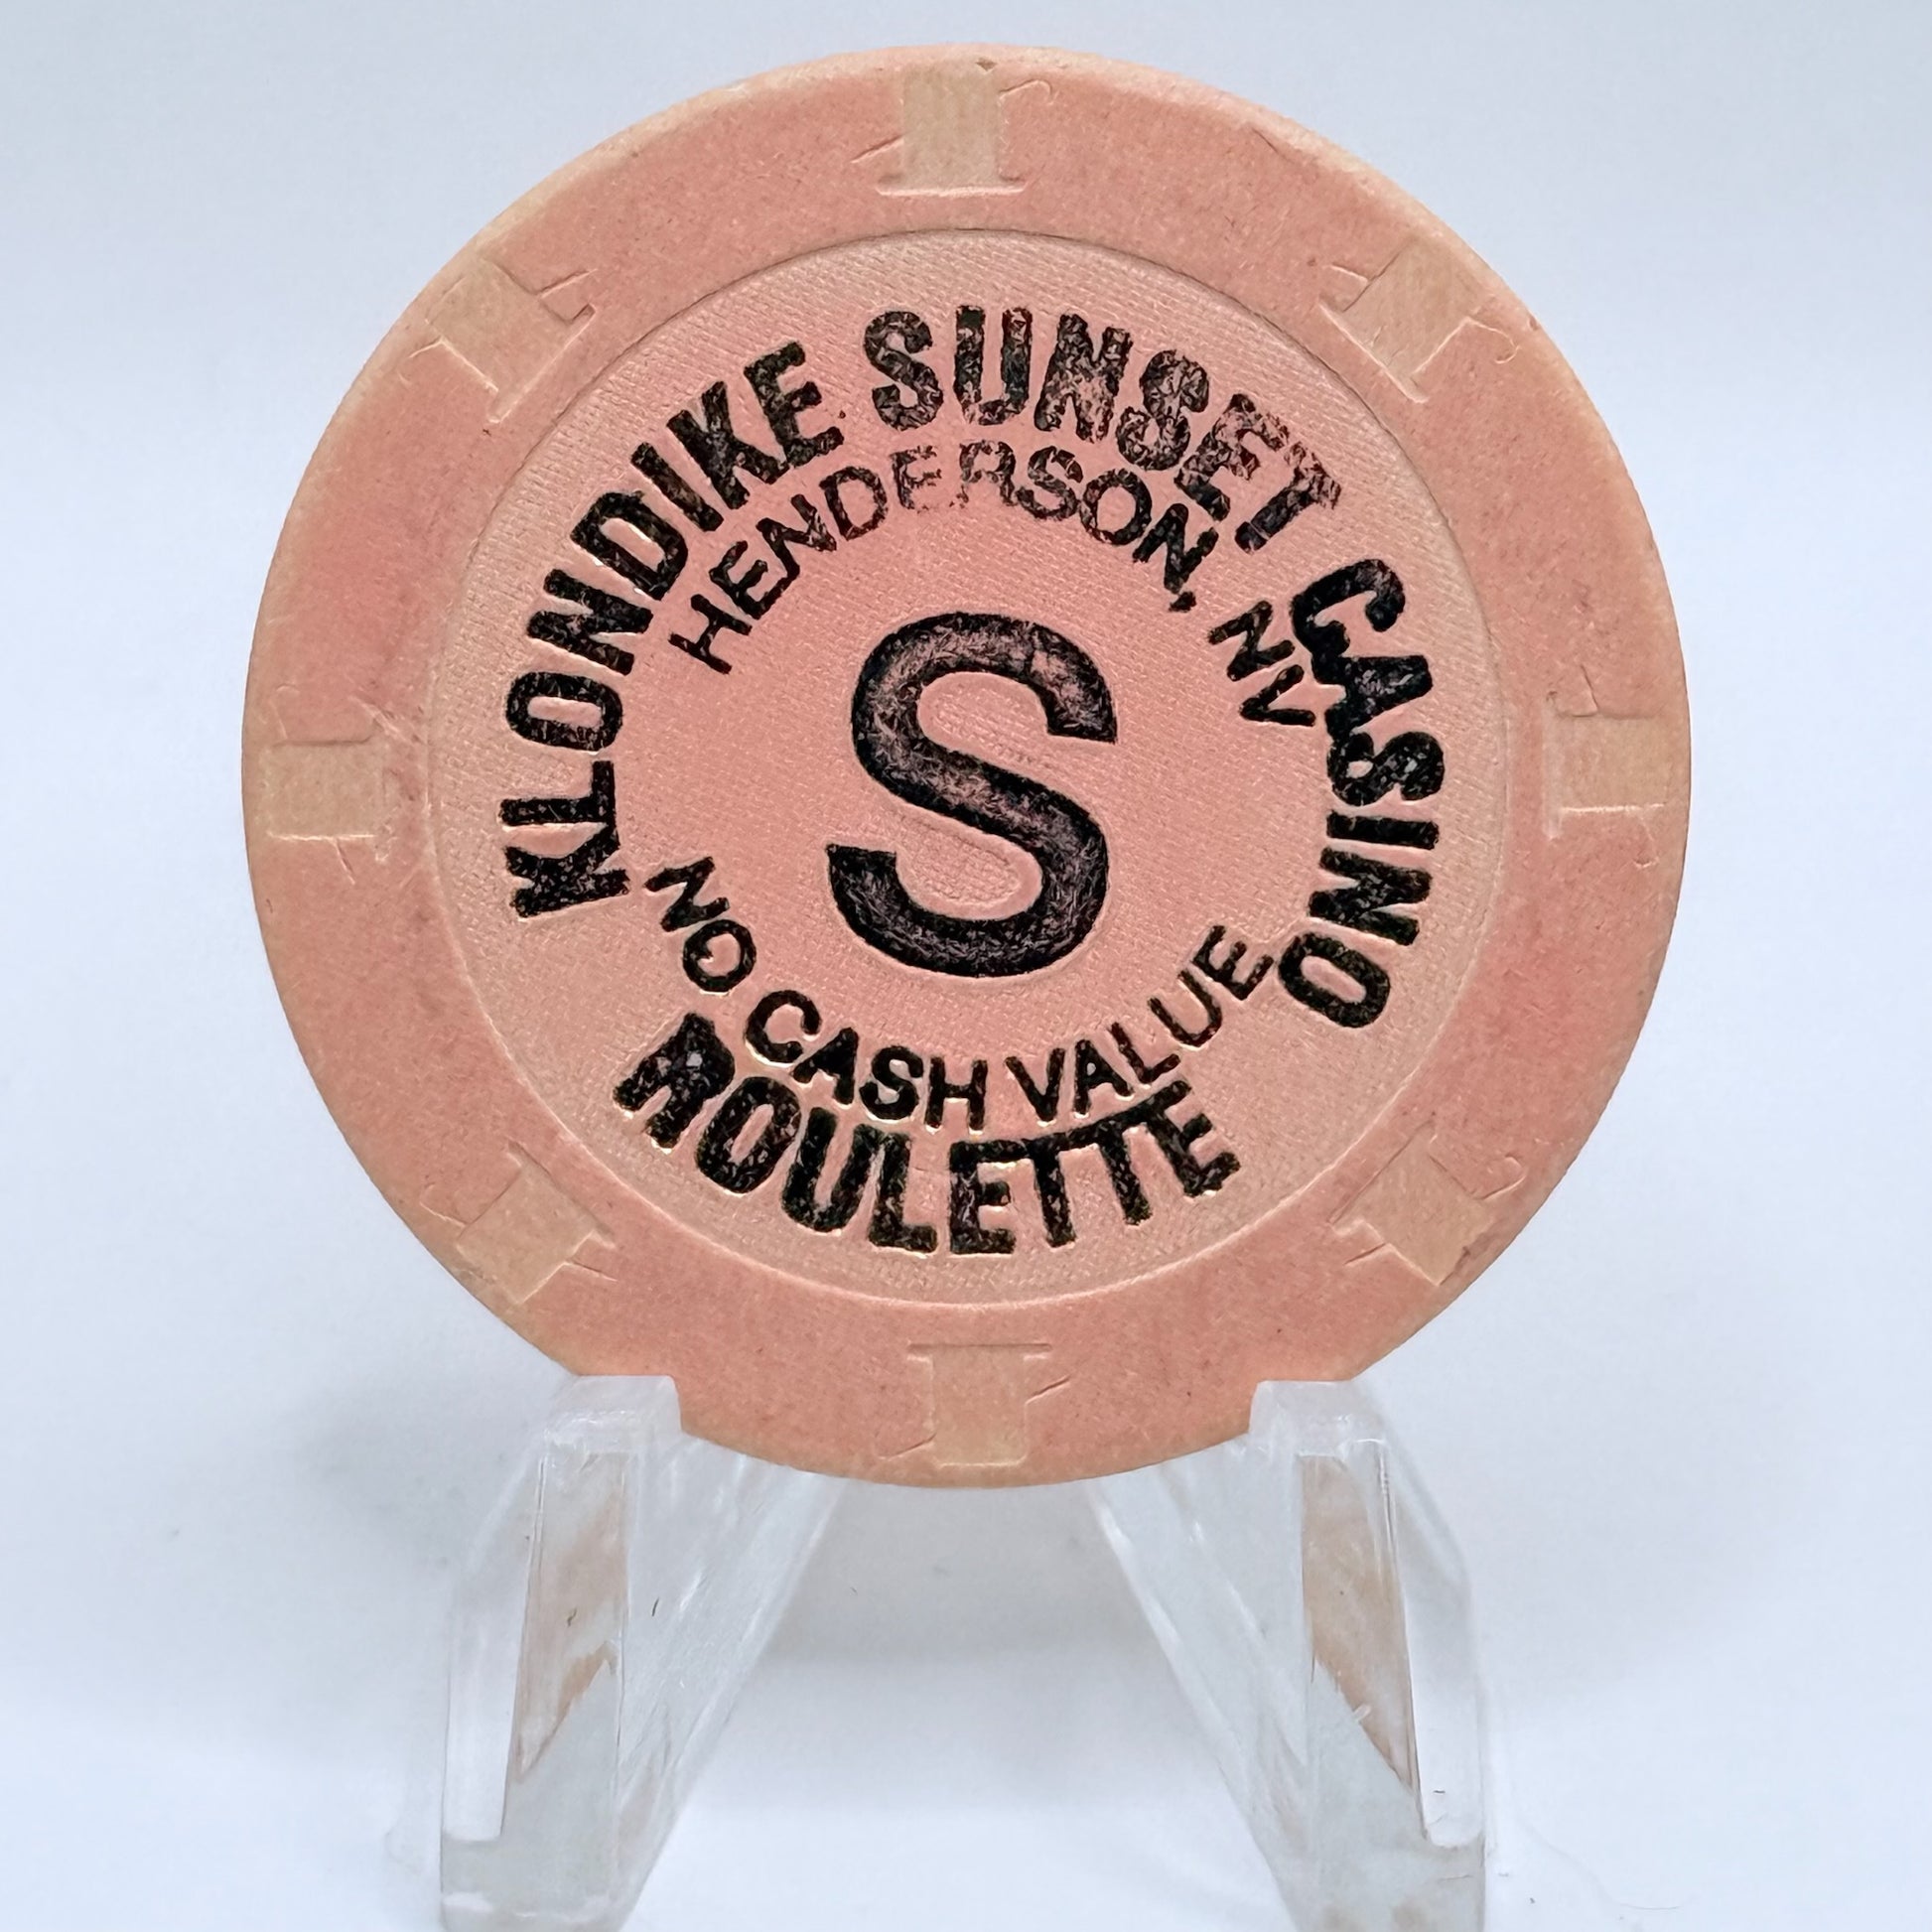 KLONDIKE SUNSET CASINO
HENDERSON, NV
S
NO CASH VALUE
ROULETTE